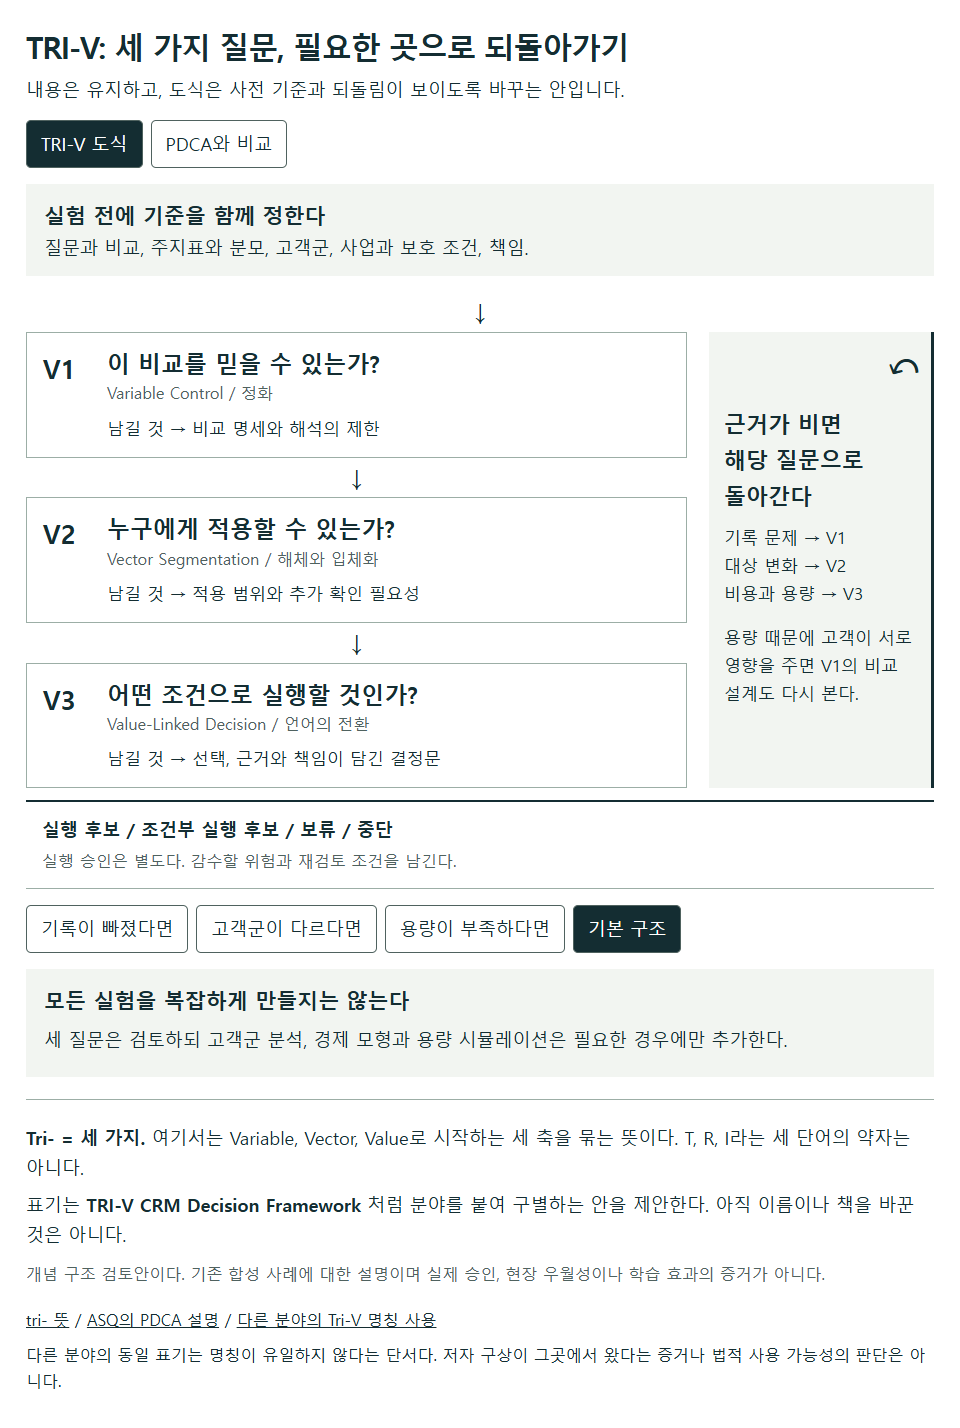 TRI-V: 세 가지 질문, 필요한 곳으로 되돌아가기
내용은 유지하고, 도식은 사전 기준과 되돌림이 보이도록 바꾸는 안입니다.
TRI-V 도식
PDCA와 비교
실험 전에 기준을 함께 정한다
질문과 비교, 주지표와 분모, 고객군, 사업과 보호 조건, 책임.
↓
V1
이 비교를 믿을 수 있는가?
Variable Control / 정화
남길 것 → 비교 명세와 해석의 제한
↓
V2
누구에게 적용할 수 있는가?
Vector Segmentation / 해체와 입체화
남길 것 → 적용 범위와 추가 확인 필요성
↓
V3
어떤 조건으로 실행할 것인가?
Value-Linked Decision / 언어의 전환
남길 것 → 선택, 근거와 책임이 담긴 결정문
↶
근거가 비면
해당 질문으로
돌아간다
기록 문제 → V1
대상 변화 → V2
비용과 용량 → V3
용량 때문에 고객이 서로
영향을 주면 V1의 비교
설계도 다시 본다.
실행 후보 / 조건부 실행 후보 / 보류 / 중단
실행 승인은 별도다. 감수할 위험과 재검토 조건을 남긴다.
기록이 빠졌다면
고객군이 다르다면
용량이 부족하다면
기본 구조
모든 실험을 복잡하게 만들지는 않는다
세 질문은 검토하되 고객군 분석, 경제 모형과 용량 시뮬레이션은 필요한 경우에만 추가한다.
Tri- = 세 가지. 여기서는 Variable, Vector, Value로 시작하는 세 축을 묶는 뜻이다. T, R, I라는 세 단어의 약자는
아니다.
표기는 TRI-V CRM Decision Framework 처럼 분야를 붙여 구별하는 안을 제안한다. 아직 이름이나 책을 바꾼
것은 아니다.
개념 구조 검토안이다. 기존 합성 사례에 대한 설명이며 실제 승인, 현장 우월성이나 학습 효과의 증거가 아니다.
tri- 뜻 / ASQ의 PDCA 설명 / 다른 분야의 Tri-V 명칭 사용
다른 분야의 동일 표기는 명칭이 유일하지 않다는 단서다. 저자 구상이 그곳에서 왔다는 증거나 법적 사용 가능성의 판단은 아
니다.